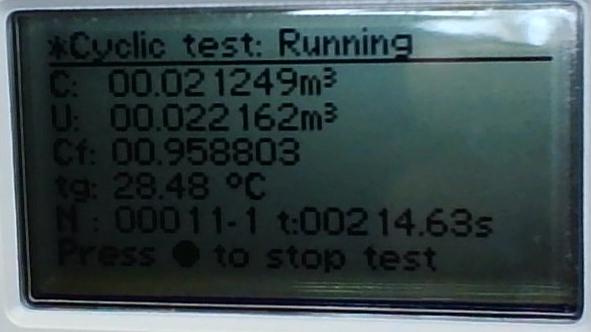 *Cyclic test: Running
C: 00.021249m³
U: 00.022162m³
Cf: 00.958803
tg: 28.48 °C
N : 00011-1 t:00214.63s
Press ● to stop test